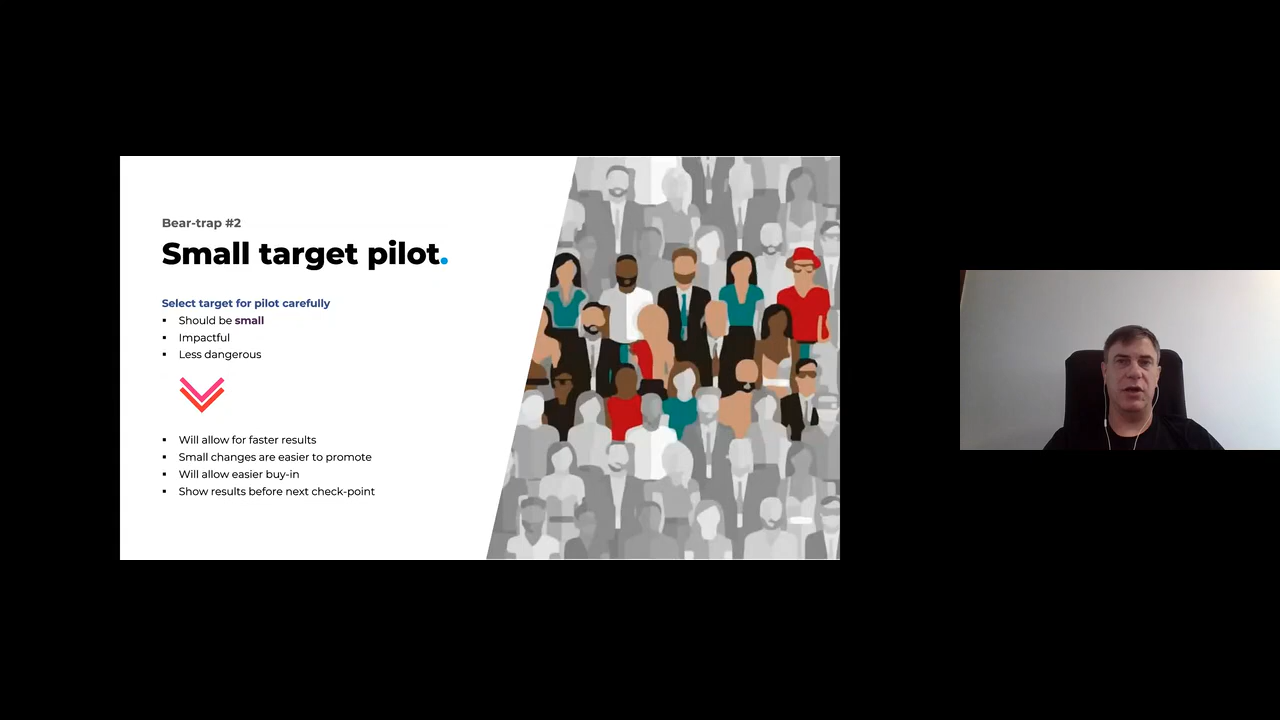 Bear-trap #2
Small target pilot.
Select target for pilot carefully
▪ Should be small
▪ Impactful
▪ Less dangerous
▪ Will allow for faster results
▪ Small changes are easier to promote
▪ Will allow easier buy-in
▪ Show results before next check-point